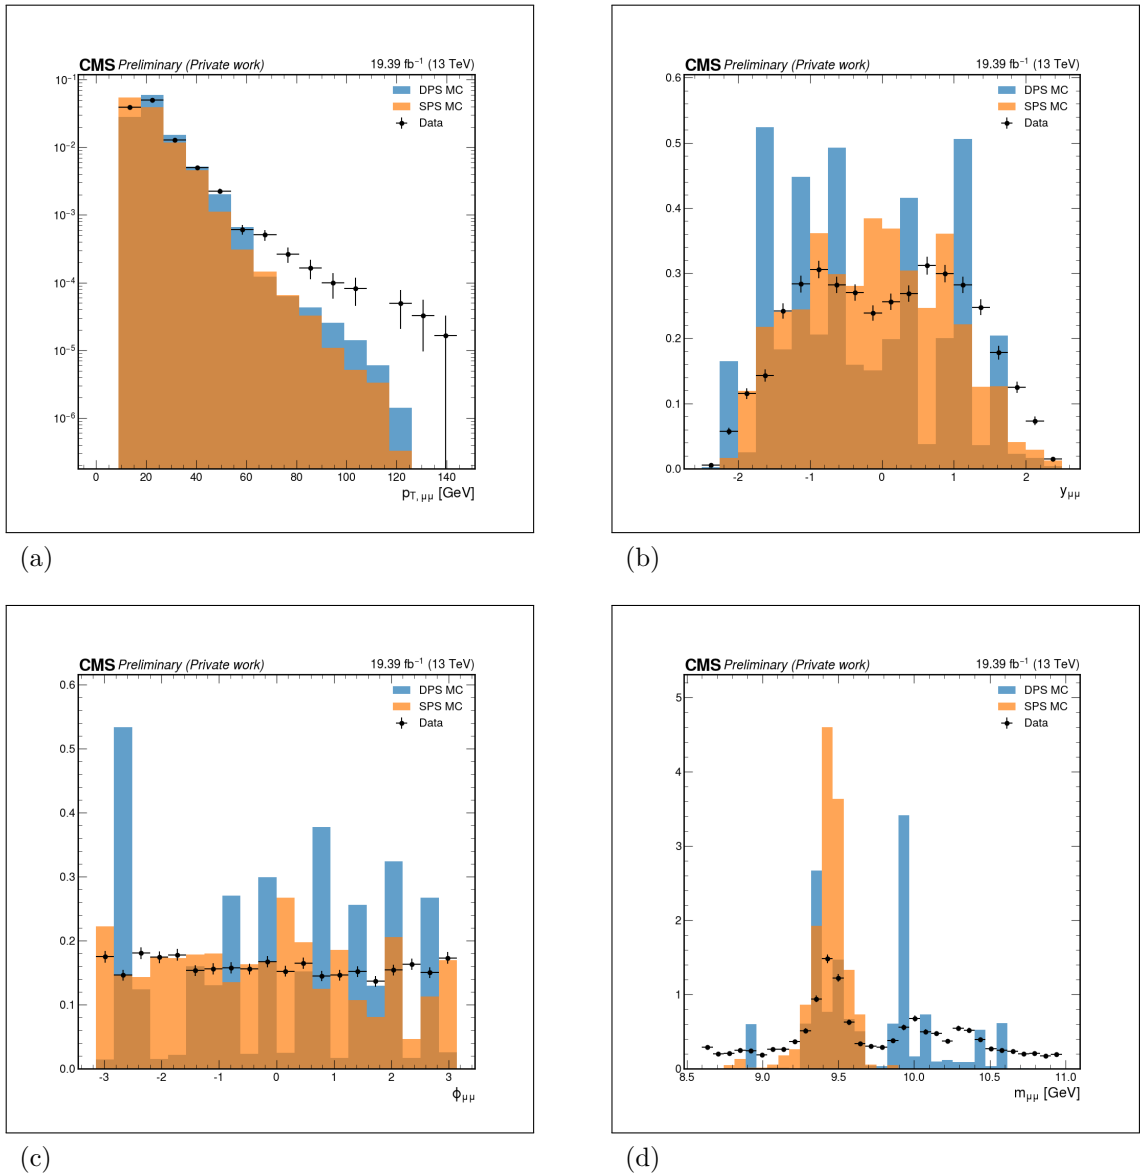 CMS Preliminary (Private work) 19.39 fb⁻¹ (13 TeV)
10⁻¹
10⁻²
10⁻³
10⁻⁴
10⁻⁵
10⁻⁶
DPS MC
SPS MC
Data
0 20 40 60 80 100 120 140
p_T, μμ [GeV]
(a)
CMS Preliminary (Private work) 19.39 fb⁻¹ (13 TeV)
0.6
0.5
0.4
0.3
0.2
0.1
0.0
DPS MC
SPS MC
Data
-2 -1 0 1 2
y_μμ
(b)
CMS Preliminary (Private work) 19.39 fb⁻¹ (13 TeV)
0.6
0.5
0.4
0.3
0.2
0.1
0.0
DPS MC
SPS MC
Data
-3 -2 -1 0 1 2 3
ϕ_μμ
(c)
CMS Preliminary (Private work) 19.39 fb⁻¹ (13 TeV)
5
4
3
2
1
0
DPS MC
SPS MC
Data
8.5 9.0 9.5 10.0 10.5 11.0
m_μμ [GeV]
(d)